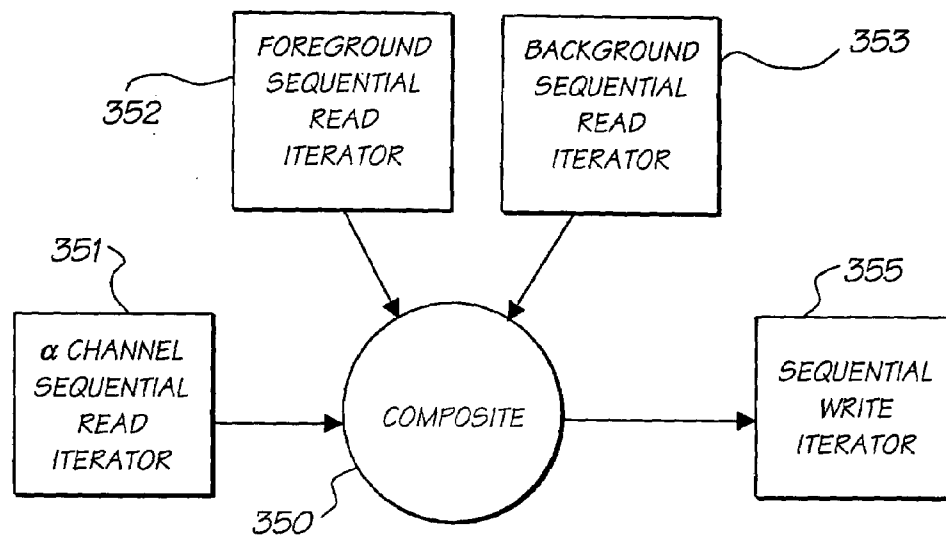 FOREGROUND
SEQUENTIAL
READ
ITERATOR
352
BACKGROUND
SEQUENTIAL
READ
ITERATOR
353
351
α CHANNEL
SEQUENTIAL
READ
ITERATOR
COMPOSITE
350
355
SEQUENTIAL
WRITE
ITERATOR